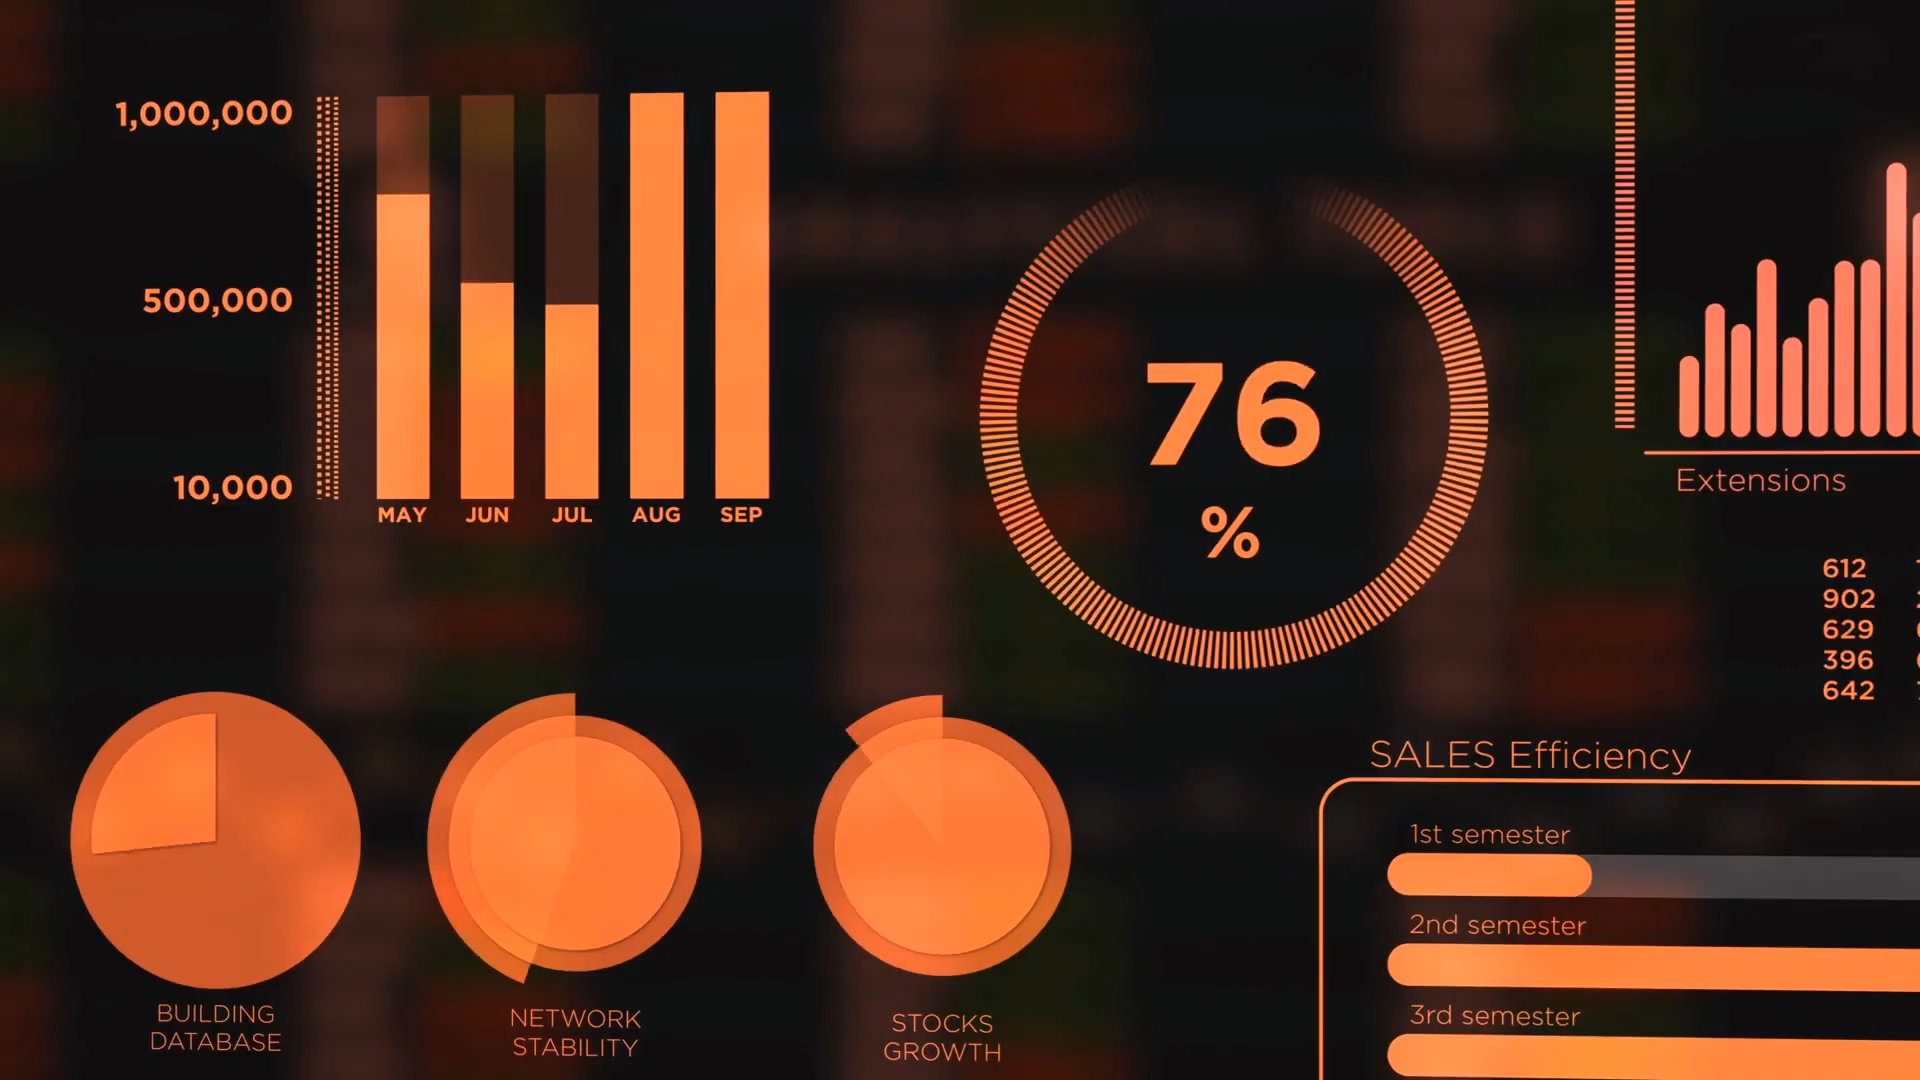 1,000,000
500,000
10,000
MAY JUN JUL AUG SEP
76
%
Extensions
612
902
629
396
642
BUILDING
DATABASE
NETWORK
STABILITY
STOCKS
GROWTH
SALES Efficiency
1st semester
2nd semester
3rd semester